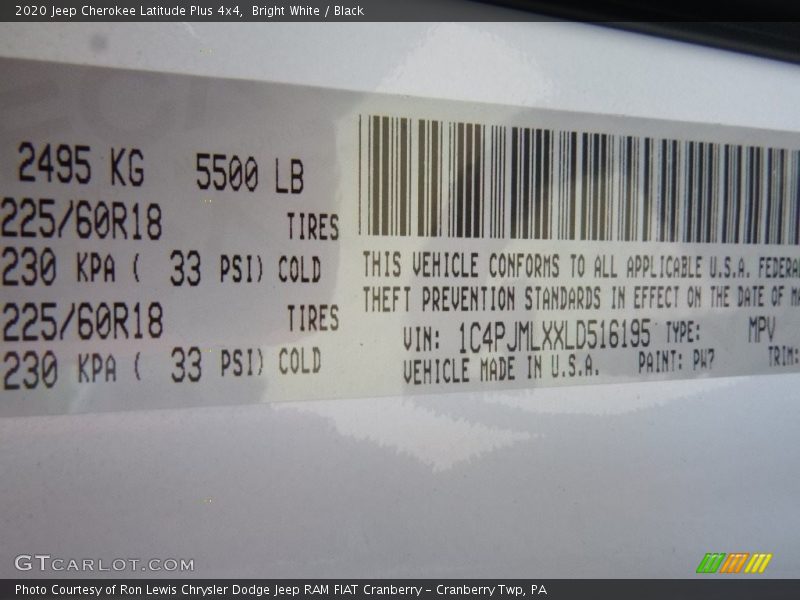 2020 Jeep Cherokee Latitude Plus 4x4,  Bright White / Black
2495 KG 5500 LB
225/60R18 TIRES
230 KPA ( 33 PSI) COLD
225/60R18 TIRES
230 KPA ( 33 PSI) COLD
THIS VEHICLE CONFORMS TO ALL APPLICABLE U.S.A. FEDERA
THEFT PREVENTION STANDARDS IN EFFECT ON THE DATE OF MA
VIN: 1C4PJMLXXLD516195 TYPE: MPV
VEHICLE MADE IN U.S.A. PAINT: PW7 TRIM:
GTCARLOT.COM
Photo Courtesy of Ron Lewis Chrysler Dodge Jeep RAM FIAT Cranberry - Cranberry Twp, PA